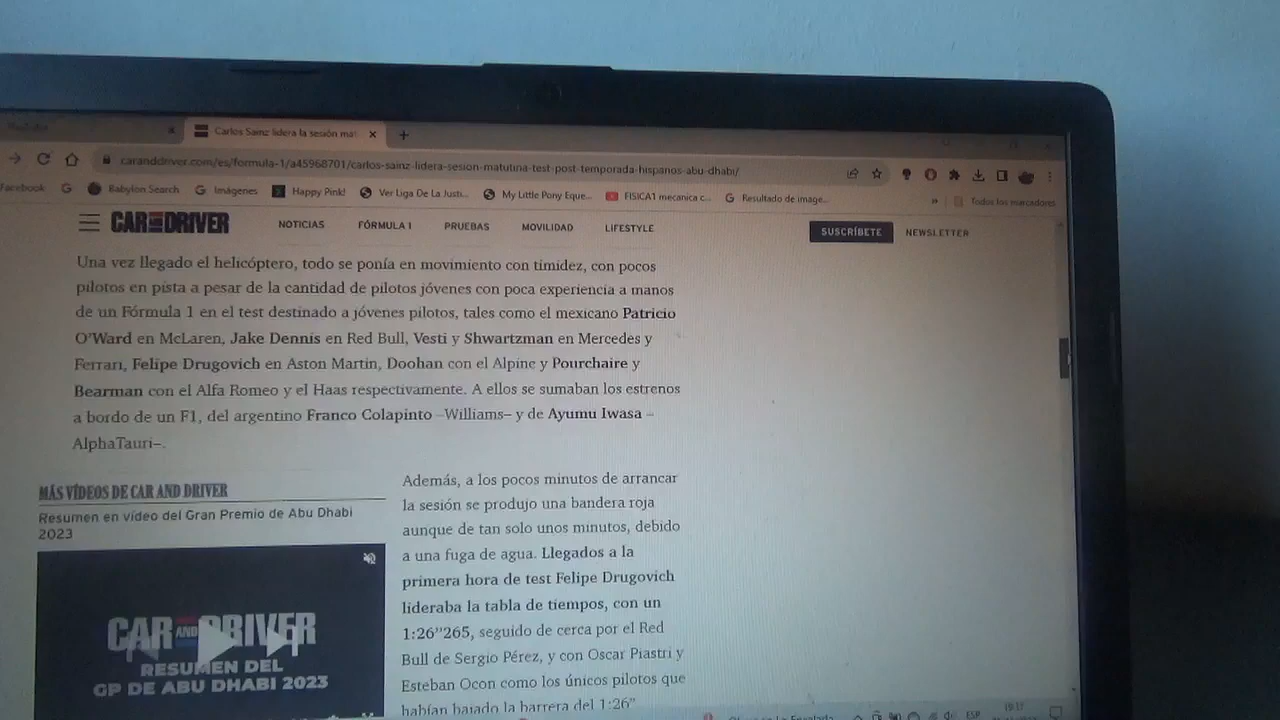 Carlos Sainz lidera la sesión mat
caranddriver.com/es/formula-1/a45968701/carlos-sainz-lidera-sesion-matutina-test-post-temporada-hispanos-abu-dhabi/
Facebook G Babylon Search G Imágenes Happy Pink! Ver Liga De La Justi... My Little Pony Eque... FISICA1 mecanica c... G Resultado de image... » Todos los marcadores
CAR AND DRIVER NOTICIAS FÓRMULA 1 PRUEBAS MOVILIDAD LIFESTYLE SUSCRÍBETE NEWSLETTER
Una vez llegado el helicóptero, todo se ponía en movimiento con timidez, con pocos
pilotos en pista a pesar de la cantidad de pilotos jóvenes con poca experiencia a manos
de un Fórmula 1 en el test destinado a jóvenes pilotos, tales como el mexicano Patricio
O'Ward en McLaren, Jake Dennis en Red Bull, Vesti y Shwartzman en Mercedes y
Ferrari, Felipe Drugovich en Aston Martin, Doohan con el Alpine y Pourchaire y
Bearman con el Alfa Romeo y el Haas respectivamente. A ellos se sumaban los estrenos
a bordo de un F1, del argentino Franco Colapinto –Williams– y de Ayumu Iwasa –
AlphaTauri–.
MÁS VÍDEOS DE CAR AND DRIVER
Resumen en vídeo del Gran Premio de Abu Dhabi
2023
CAR AND DRIVER
RESUMEN DEL
GP DE ABU DHABI 2023
Además, a los pocos minutos de arrancar
la sesión se produjo una bandera roja
aunque de tan solo unos minutos, debido
a una fuga de agua. Llegados a la
primera hora de test Felipe Drugovich
lideraba la tabla de tiempos, con un
1:26"265, seguido de cerca por el Red
Bull de Sergio Pérez, y con Oscar Piastri y
Esteban Ocon como los únicos pilotos que
habían bajado la barrera del 1:26"
ESP 19:17